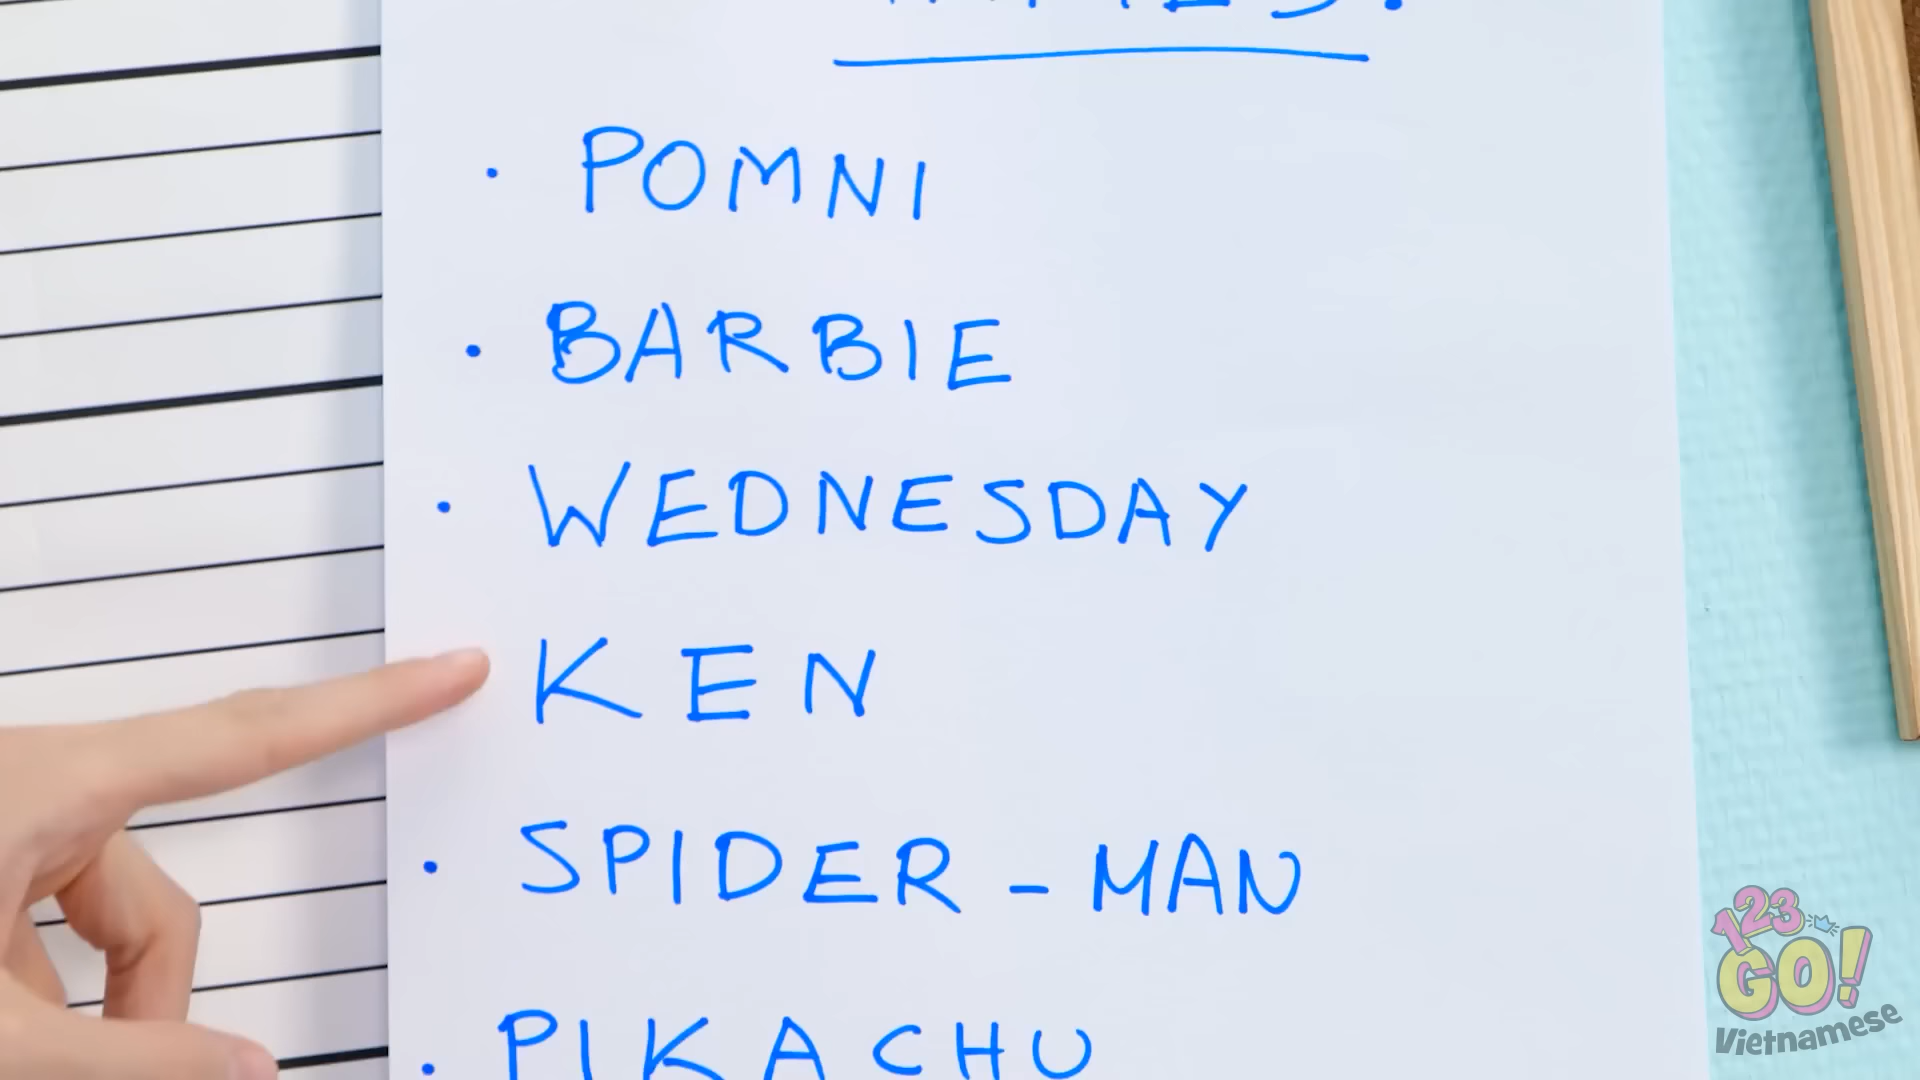 · POMNI
· BARBIE
· WEDNESDAY
KEN
· SPIDER-MAN
· PIKACHU
123 GO!
Vietnamese